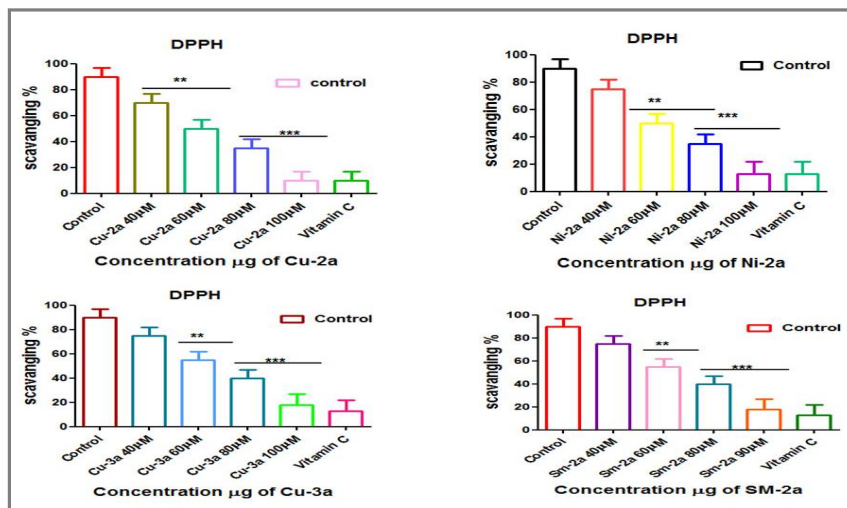 DPPH
control
**
***
scavanging %
100
80
60
40
20
0
Control
Cu-2a 40µM
Cu-2a 60µM
Cu-2a 80µM
Cu-2a 100µM
Vitamin C
Concentration µg of Cu-2a
DPPH
Control
**
***
scavanging %
100
80
60
40
20
0
Control
Ni-2a 40µM
Ni-2a 60µM
Ni-2a 80µM
Ni-2a 100µM
Vitamin C
Concentration µg of Ni-2a
DPPH
Control
**
***
scavanging %
100
80
60
40
20
0
Control
Cu-3a 40µM
Cu-3a 60µM
Cu-3a 80µM
Cu-3a 100µM
Vitamin C
Concentration µg of Cu-3a
DPPH
Control
**
***
scavanging %
100
80
60
40
20
0
Control
Sm-2a 40µM
Sm-2a 60µM
Sm-2a 80µM
Sm-2a 90µM
Vitamin C
Concentration µg of SM-2a